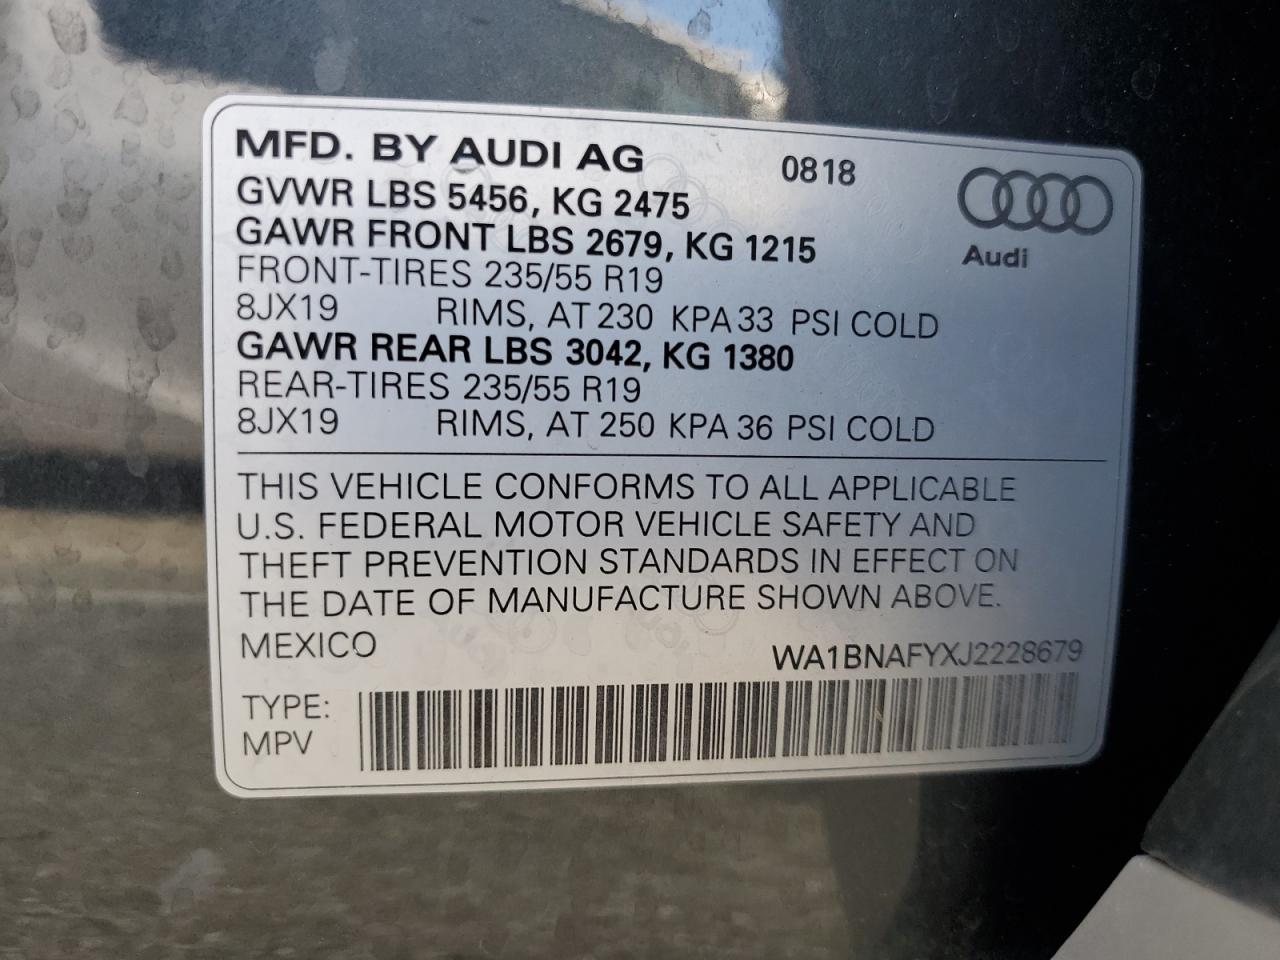 MFD. BY AUDI AG 0818
GVWR LBS 5456, KG 2475
GAWR FRONT LBS 2679, KG 1215
Audi
FRONT-TIRES 235/55 R19
8JX19 RIMS, AT 230 KPA 33 PSI COLD
GAWR REAR LBS 3042, KG 1380
REAR-TIRES 235/55 R19
8JX19 RIMS, AT 250 KPA 36 PSI COLD
THIS VEHICLE CONFORMS TO ALL APPLICABLE
U.S. FEDERAL MOTOR VEHICLE SAFETY AND
THEFT PREVENTION STANDARDS IN EFFECT ON
THE DATE OF MANUFACTURE SHOWN ABOVE.
MEXICO WA1BNAFYXJ2228679
TYPE:
MPV